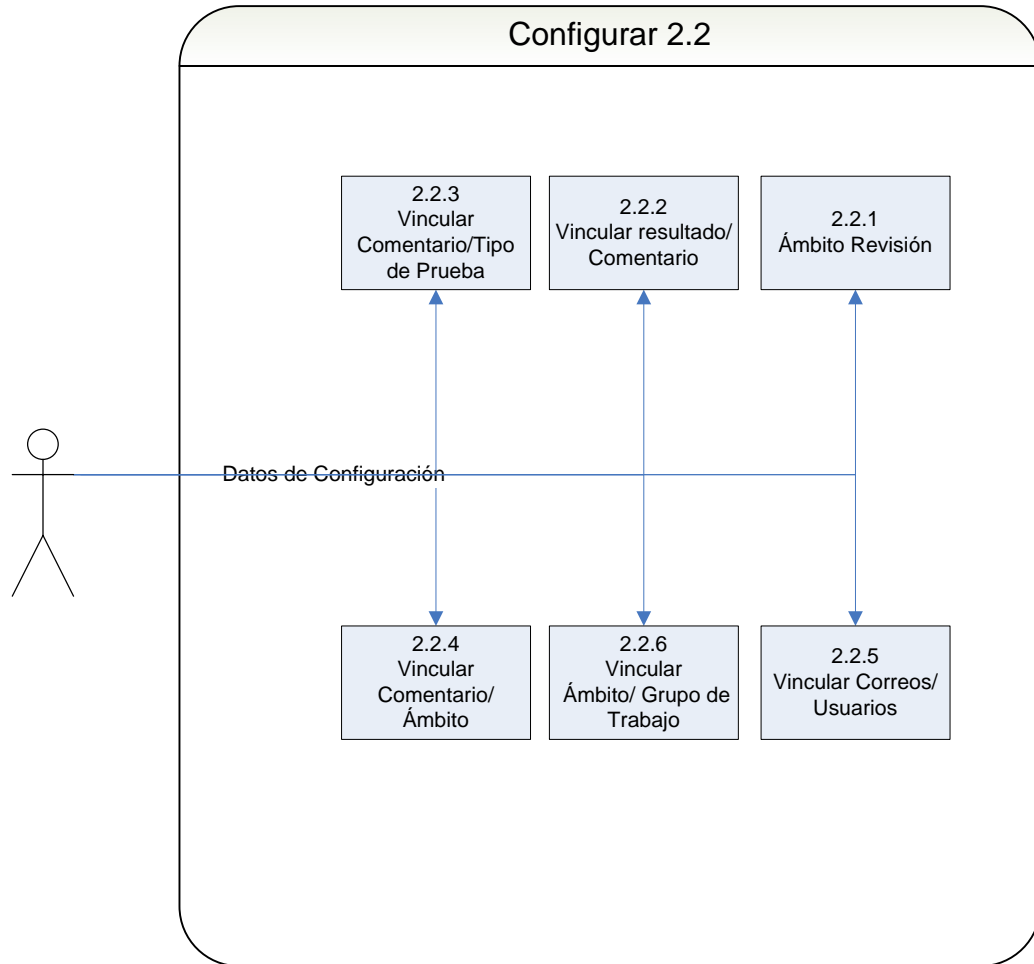 Configurar 2.2
2.2.3
Vincular
Comentario/Tipo
de Prueba
2.2.2
Vincular resultado/
Comentario
2.2.1
Ámbito Revisión
Datos de Configuración
2.2.4
Vincular
Comentario/
Ámbito
2.2.6
Vincular
Ámbito/ Grupo de
Trabajo
2.2.5
Vincular Correos/
Usuarios